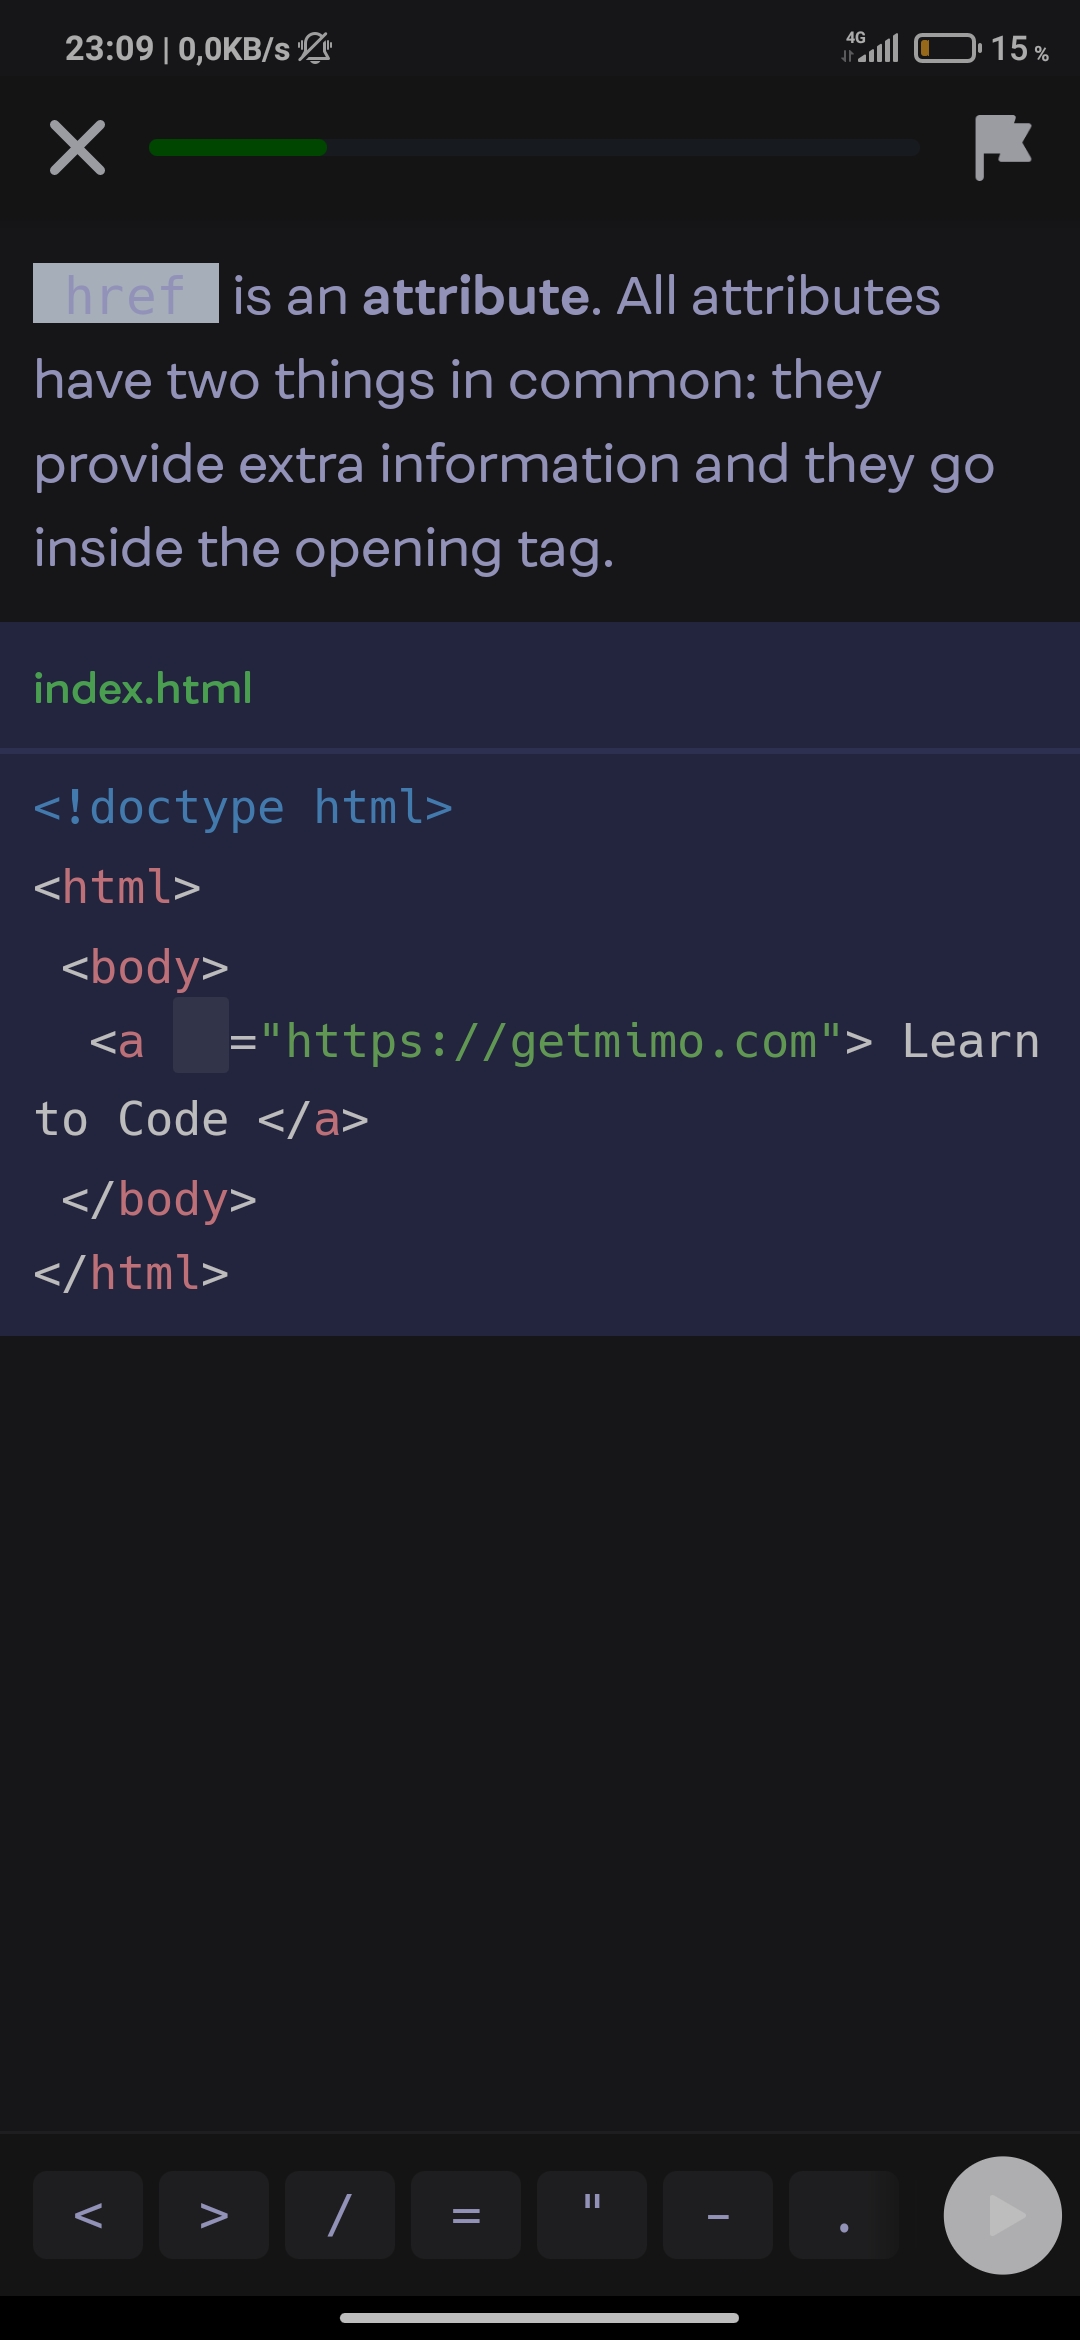 23:09 | 0,0KB/s 4G 15 %
href is an attribute. All attributes
have two things in common: they
provide extra information and they go
inside the opening tag.
index.html
<!doctype html>
<html>
<body>
<a ="https://getmimo.com"> Learn
to Code </a>
</body>
</html>
< > / = " - .